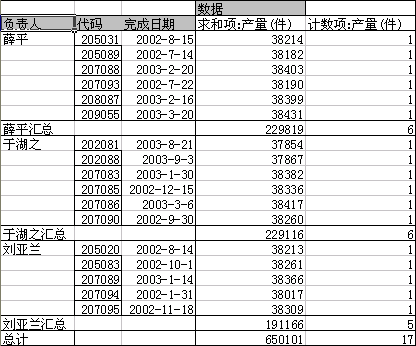 数据
负责人 代码 完成日期 求和项:产量(件) 计数项:产量(件)
薛平 205031 2002-8-15 38214 1
205089 2002-7-14 38182 1
207088 2003-2-20 38403 1
207093 2002-7-22 38190 1
208087 2003-2-16 38399 1
209055 2003-3-20 38431 1
薛平汇总 229819 6
于湖之 202081 2003-8-21 37854 1
202088 2003-9-3 37867 1
207083 2003-1-30 38382 1
207085 2002-12-15 38336 1
207086 2003-3-6 38417 1
207090 2002-9-30 38260 1
于湖之汇总 229116 6
刘亚兰 205020 2002-8-14 38213 1
205083 2002-10-1 38261 1
207089 2003-1-14 38366 1
207094 2002-1-31 38017 1
207095 2002-11-18 38309 1
刘亚兰汇总 191166 5
总计 650101 17